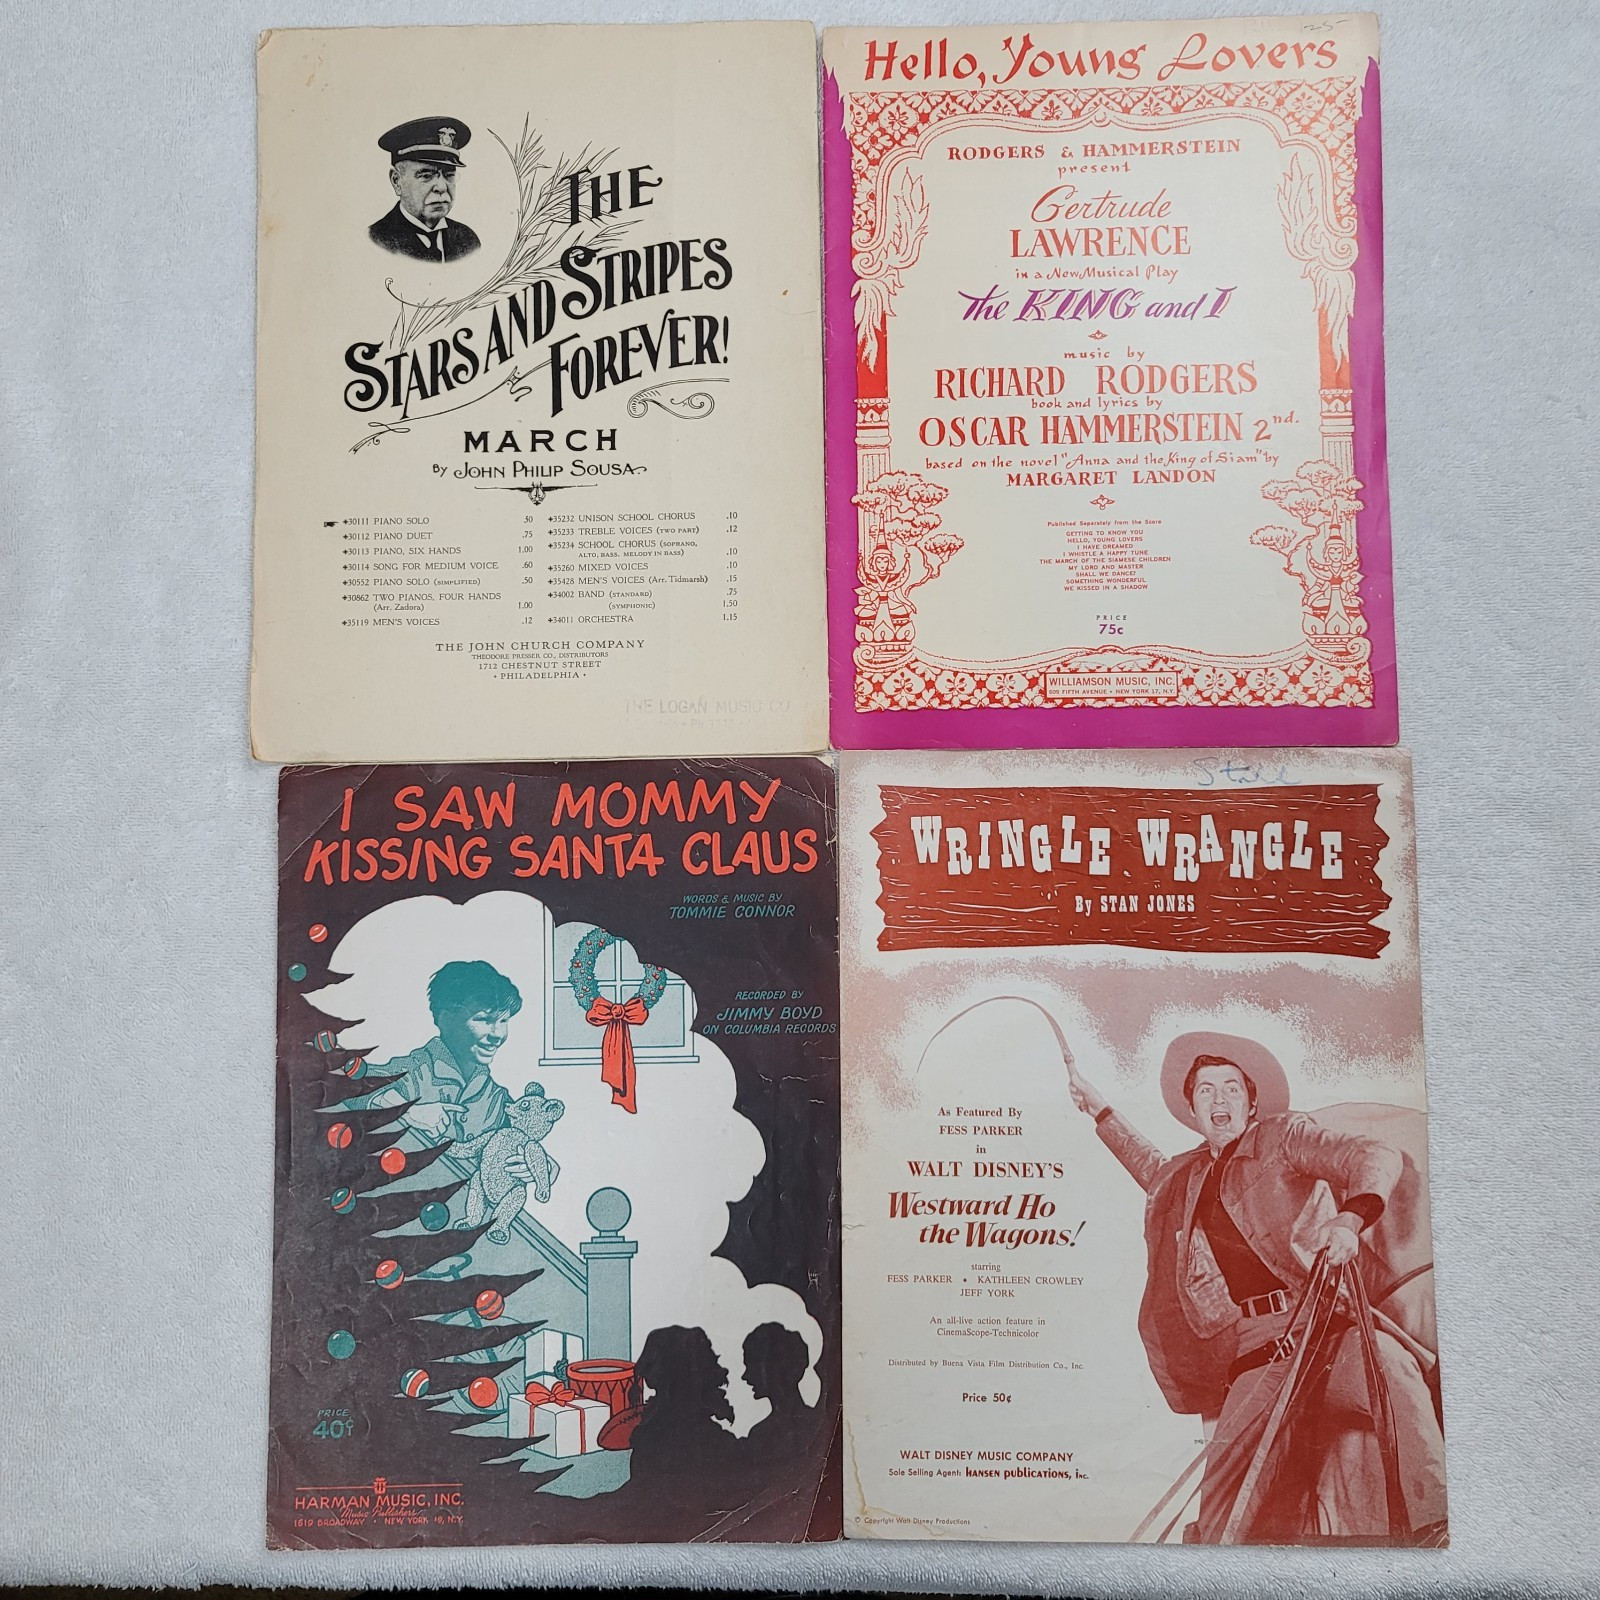 THE
STARS AND STRIPES
FOREVER!
MARCH
By JOHN PHILIP SOUSA
30111 PIANO SOLO .50
30112 PIANO DUET .75
30113 PIANO, SIX HANDS 1.00
30114 SONG FOR MEDIUM VOICE .60
30552 PIANO SOLO (SIMPLIFIED) .50
30862 TWO PIANOS, FOUR HANDS
(Arr. Zadora) 1.00
35119 MEN'S VOICES .12
35232 UNISON SCHOOL CHORUS .10
35233 TREBLE VOICES (TWO PART) .12
35234 SCHOOL CHORUS (SOPRANO,
ALTO, BASS, MELODY IN BASS) .10
35260 MIXED VOICES .10
35428 MEN'S VOICES (Arr. Tidmarsh) .15
34002 BAND (STANDARD) .75
(SYMPHONIC) 1.50
34011 ORCHESTRA 1.15
THE JOHN CHURCH COMPANY
THEODORE PRESSER CO., DISTRIBUTORS
1712 CHESTNUT STREET
• PHILADELPHIA •
THE LOGAN MUSIC CO
Hello, Young Lovers
RODGERS & HAMMERSTEIN
present
Gertrude
LAWRENCE
in a New Musical Play
The KING and I
music by
RICHARD RODGERS
book and lyrics by
OSCAR HAMMERSTEIN 2nd.
based on the novel "Anna and the King of Siam" by
MARGARET LANDON
Published Separately from the Score
GETTING TO KNOW YOU
HELLO, YOUNG LOVERS
I HAVE DREAMED
I WHISTLE A HAPPY TUNE
THE MARCH OF THE SIAMESE CHILDREN
MY LORD AND MASTER
SHALL WE DANCE?
SOMETHING WONDERFUL
WE KISSED IN A SHADOW
PRICE
75c
WILLIAMSON MUSIC, INC.
609 FIFTH AVENUE • NEW YORK 17, N.Y.
I SAW MOMMY
KISSING SANTA CLAUS
WORDS & MUSIC BY
TOMMIE CONNOR
RECORDED BY
JIMMY BOYD
ON COLUMBIA RECORDS
PRICE
40¢
HARMAN MUSIC, INC.
Music Publishers
1619 BROADWAY • NEW YORK 19, N.Y.
WRINGLE WRANGLE
By STAN JONES
As Featured By
FESS PARKER
in
WALT DISNEY'S
Westward Ho
the Wagons!
starring
FESS PARKER • KATHLEEN CROWLEY
JEFF YORK
An all-live action feature in
CinemaScope-Technicolor
Distributed by Buena Vista Film Distribution Co., Inc.
Price 50¢
WALT DISNEY MUSIC COMPANY
Sole Selling Agent: HANSEN PUBLICATIONS, INC.
© Copyright Walt Disney Productions